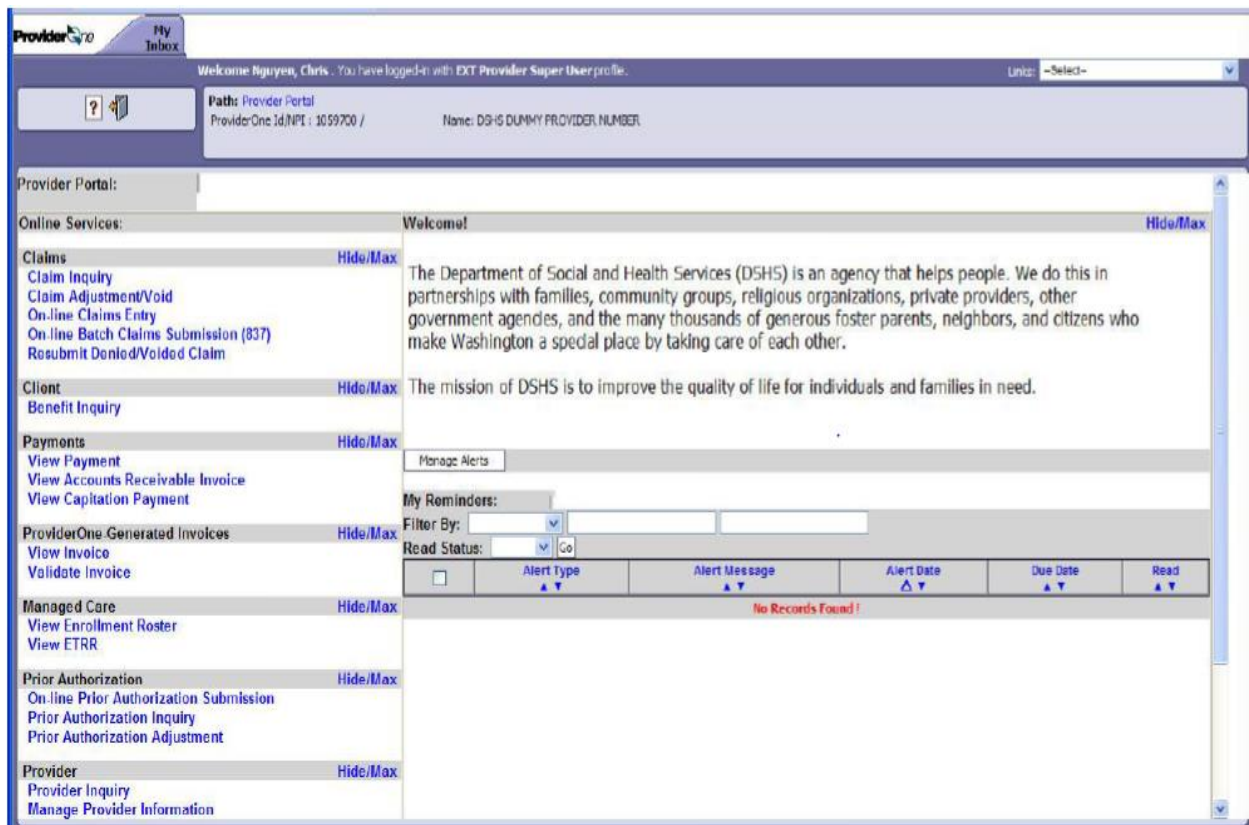 ProviderOne
My
Inbox
Welcome Nguyen, Chris . You have logged-in with EXT Provider Super User profile.
Links: --Select--
Path: Provider Portal
ProviderOne Id/NPI : 1059700 / Name: DSHS DUMMY PROVIDER NUMBER
Provider Portal:
Online Services:
Claims Hide/Max
Claim Inquiry
Claim Adjustment/Void
On-line Claims Entry
On-line Batch Claims Submission (837)
Resubmit Denied/Voided Claim
Client Hide/Max
Benefit Inquiry
Payments Hide/Max
View Payment
View Accounts Receivable Invoice
View Capitation Payment
ProviderOne Generated Invoices Hide/Max
View Invoice
Validate Invoice
Managed Care Hide/Max
View Enrollment Roster
View ETRR
Prior Authorization Hide/Max
On-line Prior Authorization Submission
Prior Authorization Inquiry
Prior Authorization Adjustment
Provider Hide/Max
Provider Inquiry
Manage Provider Information
Welcome! Hide/Max
The Department of Social and Health Services (DSHS) is an agency that helps people. We do this in
partnerships with families, community groups, religious organizations, private providers, other
government agencies, and the many thousands of generous foster parents, neighbors, and citizens who
make Washington a special place by taking care of each other.
The mission of DSHS is to improve the quality of life for individuals and families in need.
Manage Alerts
My Reminders:
Filter By:
Read Status: Go
Alert Type Alert Message Alert Date Due Date Read
No Records Found !